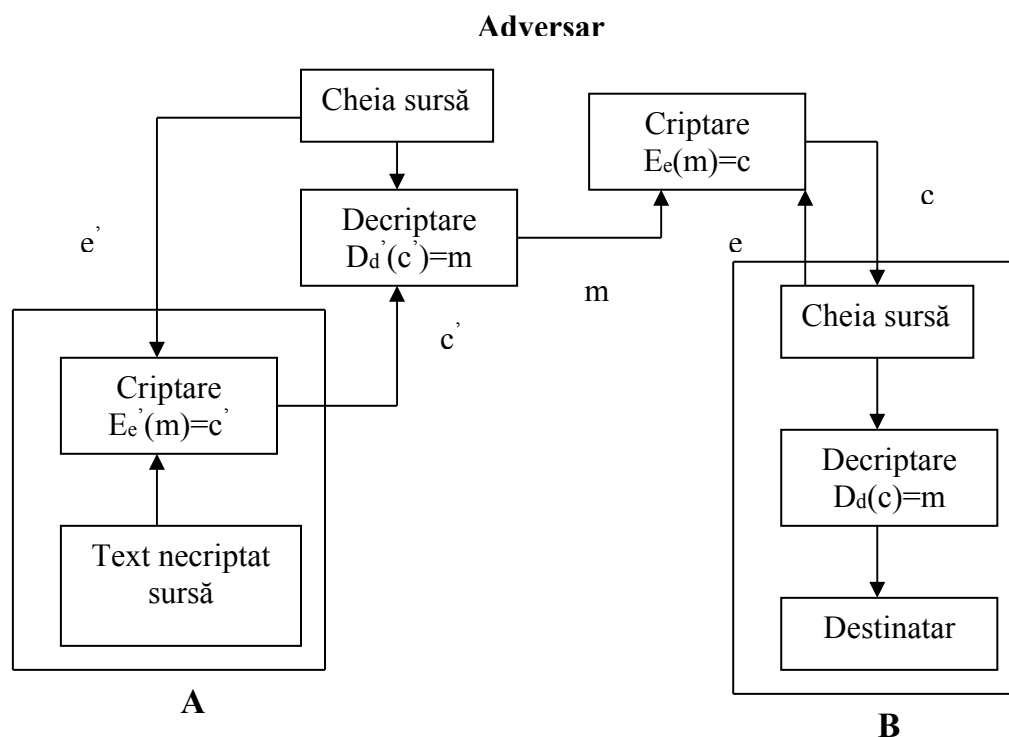 Adversar
Cheia sursă
Criptare
Ee(m)=c
c
Decriptare
Dd’(c’)=m
e’
e
m
Cheia sursă
c’
Criptare
Ee’(m)=c’
Decriptare
Dd(c)=m
Text necriptat
sursă
Destinatar
A
B